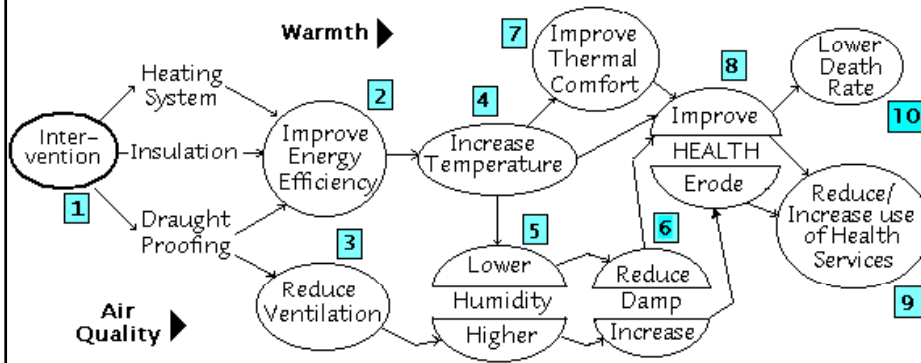 Warmth
7
Improve
Thermal
Comfort
Lower
Death
Rate
10
Heating
System
2
4
8
Inter-
vention
1
Insulation
Improve
Energy
Efficiency
Increase
Temperature
Improve
HEALTH
Erode
Draught
Proofing
3
5
6
Reduce/
Increase use
of Health
Services
9
Reduce
Ventilation
Lower
Humidity
Higher
Reduce
Damp
Increase
Air
Quality